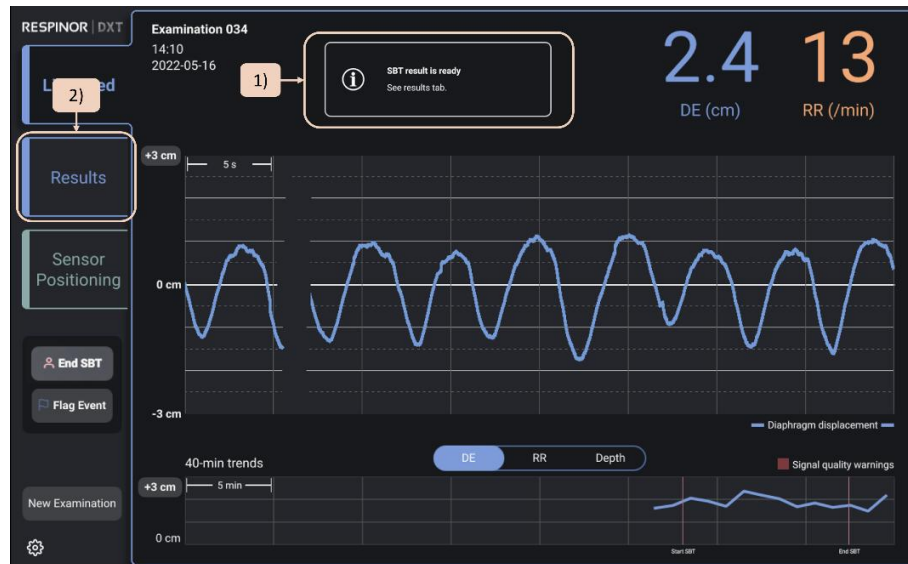 RESPINOR | DXT
Examination 034
14:10
2022-05-16
1)
SBT result is ready
See results tab.
2.4
DE (cm)
13
RR (/min)
2)
Results
Sensor
Positioning
End SBT
Flag Event
New Examination
+3 cm
5 s
0 cm
-3 cm
Diaphragm displacement
40-min trends
DE
RR
Depth
Signal quality warnings
+3 cm
5 min
0 cm
Start SBT
End SBT